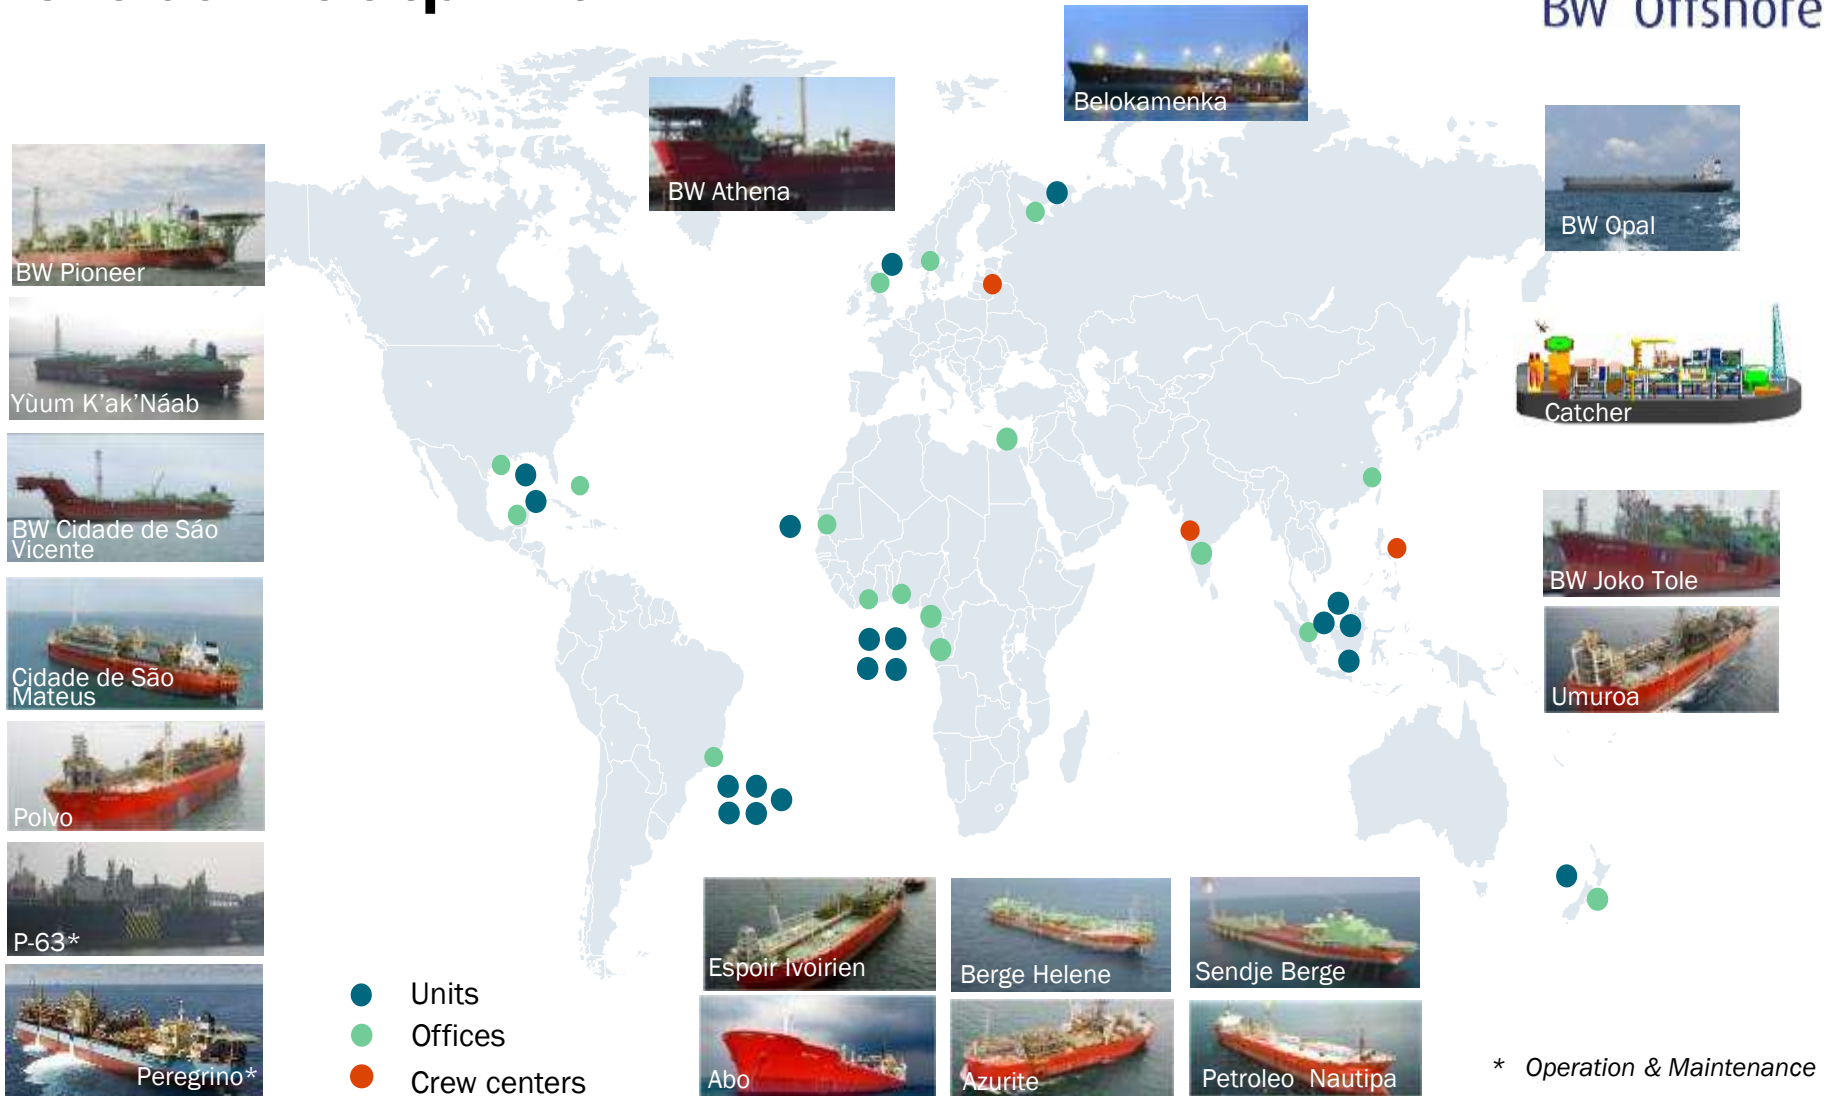 BW Offshore
Belokamenka
BW Athena
BW Pioneer
BW Opal
Yùum K'ak'Náab
Catcher
BW Cidade de Sáo
Vicente
BW Joko Tole
Cidade de São
Mateus
Umuroa
Polvo
P-63*
Peregrino*
Espoir Ivoirien
Berge Helene
Sendje Berge
Abo
Azurite
Petroleo Nautipa
Units
Offices
Crew centers
* Operation & Maintenance